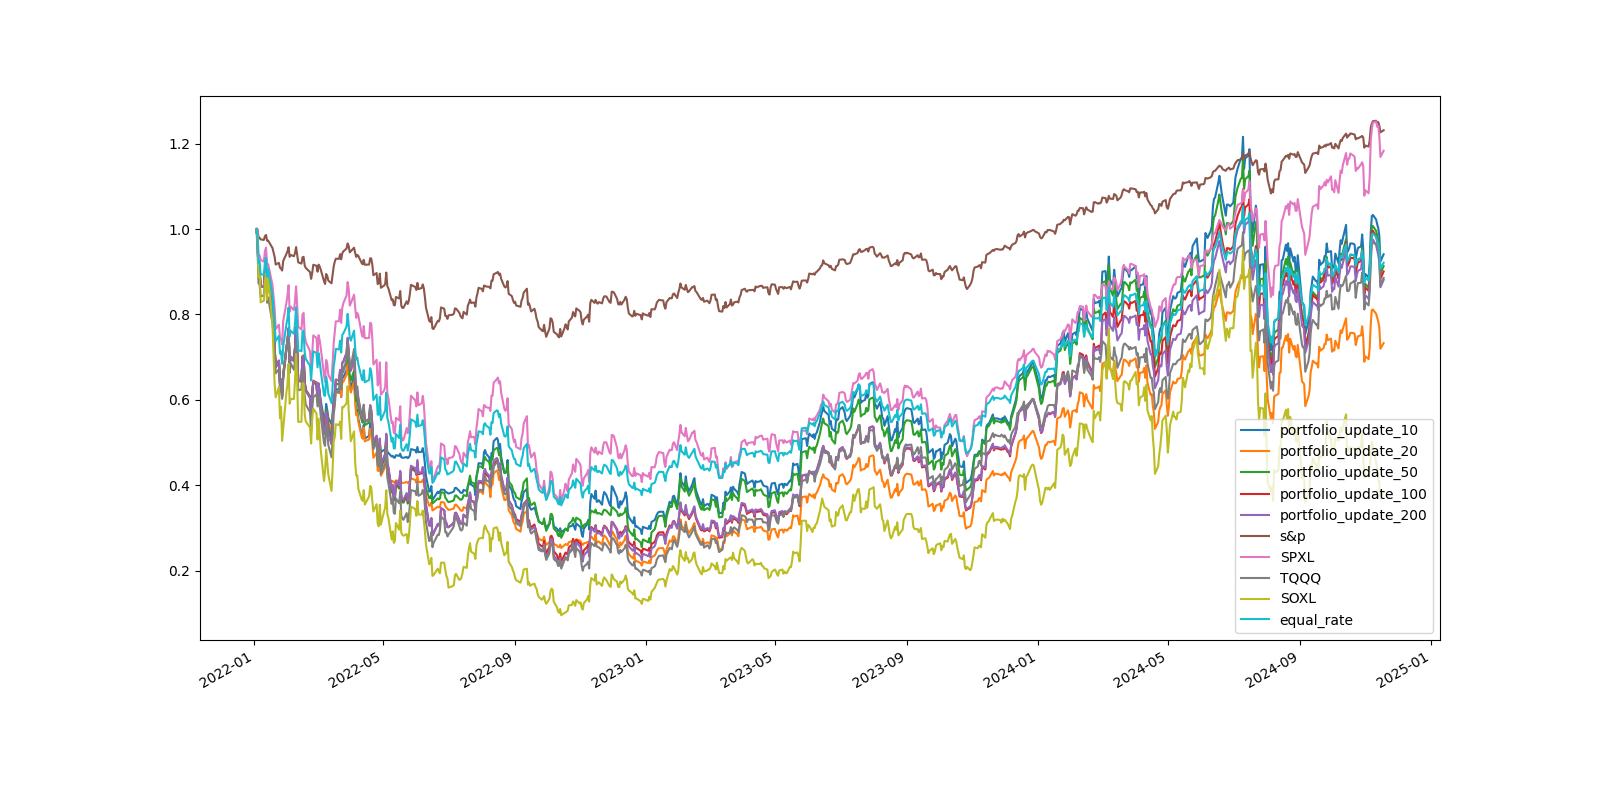 1.2
1.0
0.8
0.6
0.4
0.2
2022-01
2022-05
2022-09
2023-01
2023-05
2023-09
2024-01
2024-05
2024-09
2025-01
portfolio_update_10
portfolio_update_20
portfolio_update_50
portfolio_update_100
portfolio_update_200
s&p
SPXL
TQQQ
SOXL
equal_rate